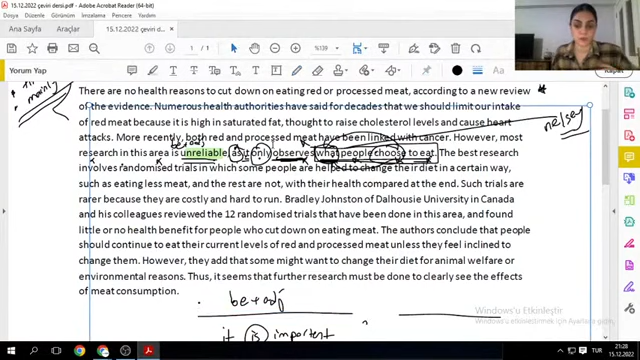 15.12.2022 çeviri dersi.pdf - Adobe Acrobat Reader (64-bit)
Ana Sayfa Araçlar 15.12.2022 çeviri d... ×
1 / 2 %139
Yorum Yap
There are no health reasons to cut down on eating red or processed meat, according to a new review
of the evidence. Numerous health authorities have said for decades that we should limit our intake
of red meat because it is high in saturated fat, thought to raise cholesterol levels and cause heart
attacks. More recently, both red and processed meat have been linked with cancer. However, most
research in this area is unreliable as it only observes what people choose to eat. The best research
involves randomised trials in which some people are helped to change their diet in a certain way,
such as eating less meat, and the rest are not, with their health compared at the end. Such trials are
rarer because they are costly and hard to run. Bradley Johnston of Dalhousie University in Canada
and his colleagues reviewed the 12 randomised trials that have been done in this area, and found
little or no health benefit for people who cut down on eating meat. The authors conclude that people
should continue to eat their current levels of red and processed meat unless they feel inclined to
change them. However, they add that some might want to change their diet for animal welfare or
environmental reasons. Thus, it seems that further research must be done to clearly see the effects
of meat consumption.
mainly
be + adj
be + adj
it is important
Windows'u Etkinleştir
Windows'u etkinleştirmek için Ayarlar'a gidin.
TUR
21:28
15.12.2022